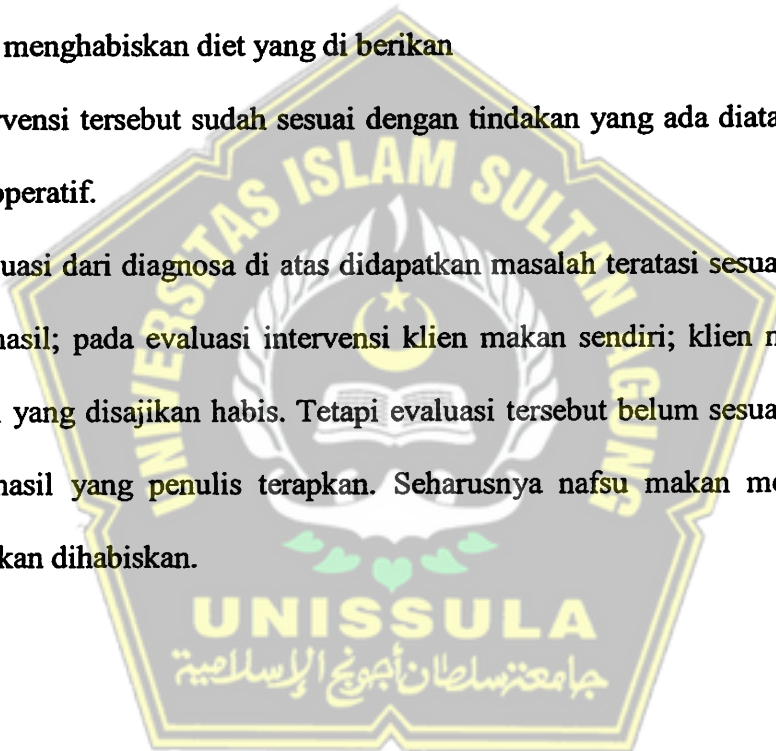 menghabiskan diet yang di berikan
rvensi tersebut sudah sesuai dengan tindakan yang ada diata
operatif.
uasi dari diagnosa di atas didapatkan masalah teratasi sesua
hasil; pada evaluasi intervensi klien makan sendiri; klien
yang disajikan habis. Tetapi evaluasi tersebut belum sesua
hasil yang penulis terapkan. Seharusnya nafsu makan me
kan dihabiskan.
UNIVERSITAS ISLAM SULTAN AGUNG
UNISSULA
جامعة سلطان أجونج الإسلامية